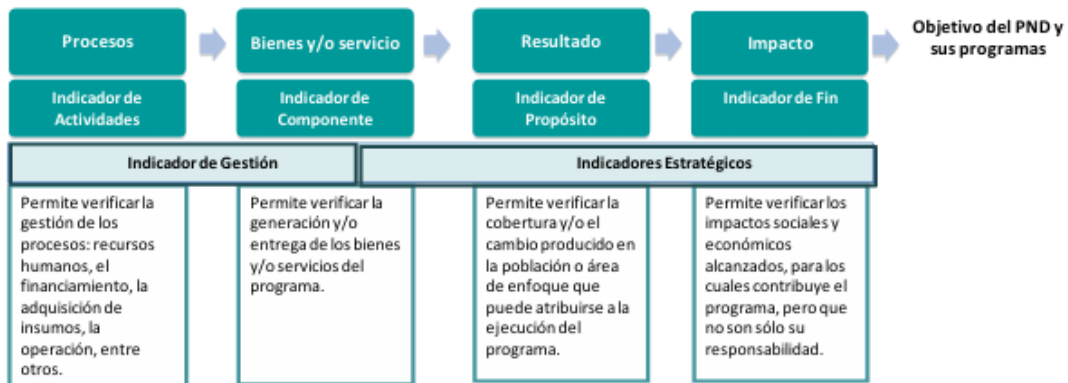 Procesos
Bienes y/o servicio
Resultado
Impacto
Objetivo del PND y
sus programas
Indicador de
Actividades
Indicador de
Componente
Indicador de
Propósito
Indicador de Fin
Indicador de Gestión
Indicadores Estratégicos
Permite verificar la
gestión de los
procesos: recursos
humanos, el
financiamiento, la
adquisición de
insumos, la
operación, entre
otros.
Permite verificar la
generación y/o
entrega de los bienes
y/o servicios del
programa.
Permite verificar la
cobertura y/o el
cambio producido en
la población o área
de enfoque que
puede atribuirse a la
ejecución del
programa.
Permite verificar los
impactos sociales y
económicos
alcanzados, para los
cuales contribuye el
programa, pero que
no son sólo su
responsabilidad.